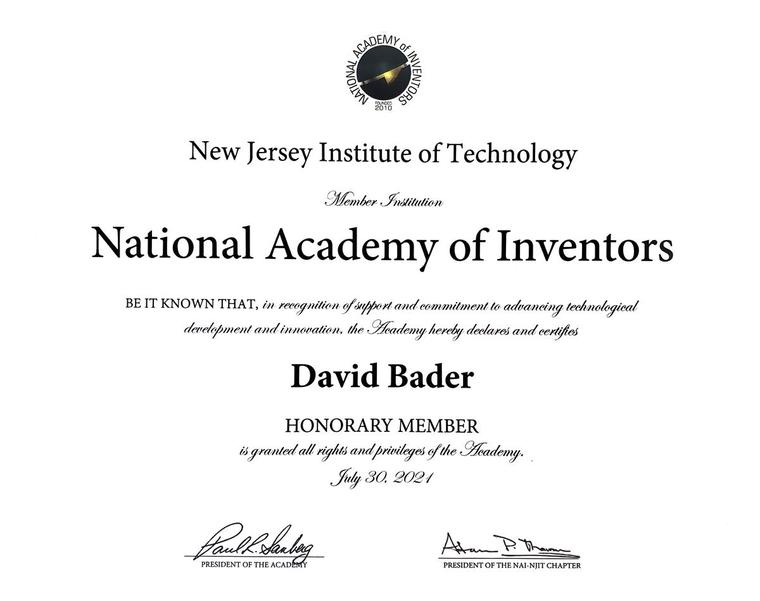 NATIONAL ACADEMY of INVENTORS
FOUNDED
2010
New Jersey Institute of Technology
Member Institution
National Academy of Inventors
BE IT KNOWN THAT, in recognition of support and commitment to advancing technological
development and innovation, the Academy hereby declares and certifies
David Bader
HONORARY MEMBER
is granted all rights and privileges of the Academy.
July 30, 2021
Paul R. Sanberg
PRESIDENT OF THE ACADEMY
PRESIDENT OF THE NAI-NJIT CHAPTER